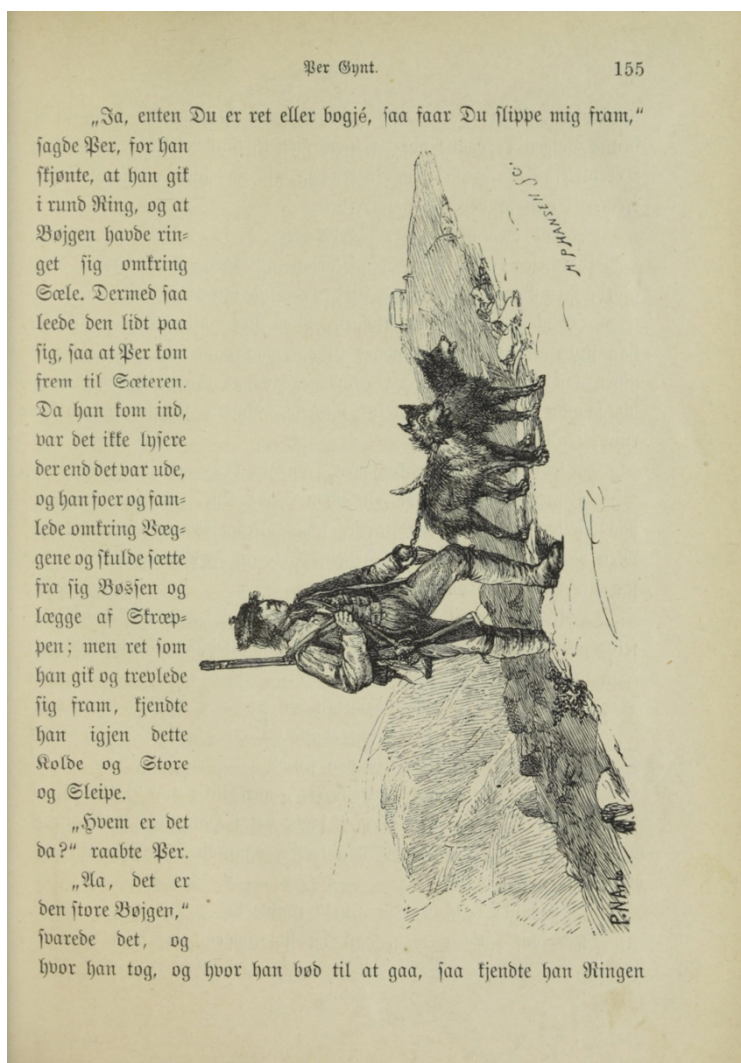 Per Gynt.
155
„Ja, enten Du er ret eller bogjé, saa faar Du slippe mig fram,“
sagde Per, for han
skjønte, at han gik
i rund Ring, og at
Bøjgen havde rin-
get sig omkring
Sæle. Dermed saa
leede den lidt paa
sig, saa at Per kom
frem til Sæteren.
Da han kom ind,
var det ikke lysere
der end det var ude,
og han foer og fam-
lede omkring Væg-
gene og skulde sætte
fra sig Bøssen og
lægge af Skræp-
pen; men ret som
han gik og trevlede
sig fram, kjendte
han igjen dette
Kolde og Store
og Sleipe.
„Hvem er det
da?“ raabte Per.
„Aa, det er
den store Bøjgen,“
svarede det, og
hvor han tog, og hvor han bød til at gaa, saa kjendte han Ringen
H P HANSEN SC.
P.N Arbo